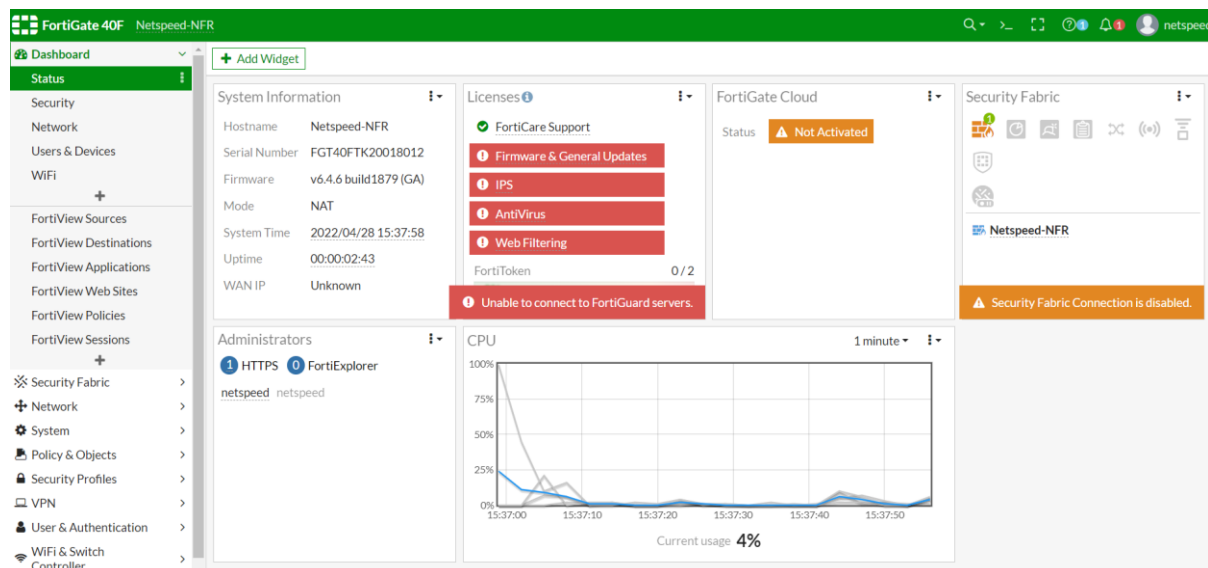 FortiGate 40F Netspeed-NFR
1 1 netspeed
Dashboard
Status
Security
Network
Users & Devices
WiFi
+
FortiView Sources
FortiView Destinations
FortiView Applications
FortiView Web Sites
FortiView Policies
FortiView Sessions
+
Security Fabric
Network
System
Policy & Objects
Security Profiles
VPN
User & Authentication
WiFi & Switch
Controller
+ Add Widget
System Information
Hostname Netspeed-NFR
Serial Number FGT40FTK20018012
Firmware v6.4.6 build1879 (GA)
Mode NAT
System Time 2022/04/28 15:37:58
Uptime 00:00:02:43
WAN IP Unknown
Licenses
FortiCare Support
Firmware & General Updates
IPS
AntiVirus
Web Filtering
FortiToken 0 / 2
Unable to connect to FortiGuard servers.
FortiGate Cloud
Status Not Activated
Security Fabric
1
Netspeed-NFR
Security Fabric Connection is disabled.
Administrators
1 HTTPS 0 FortiExplorer
netspeed netspeed
CPU 1 minute
100%
75%
50%
25%
0%
15:37:00 15:37:10 15:37:20 15:37:30 15:37:40 15:37:50
Current usage 4%